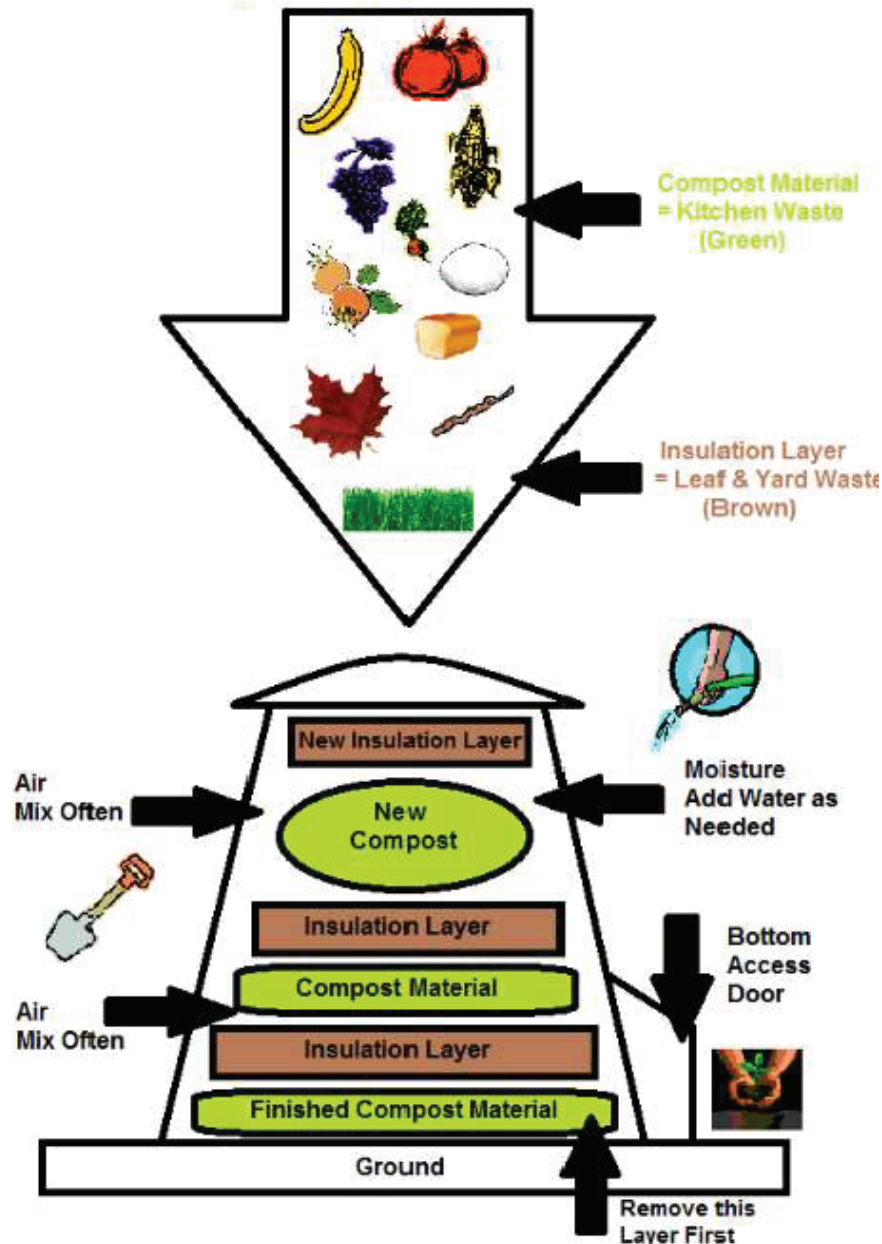 Compost Material
= Kitchen Waste
(Green)
Insulation Layer
= Leaf & Yard Waste
(Brown)
New Insulation Layer
Air
Mix Often
New
Compost
Moisture
Add Water as
Needed
Insulation Layer
Compost Material
Bottom
Access
Door
Air
Mix Often
Insulation Layer
Finished Compost Material
Ground
Remove this
Layer First